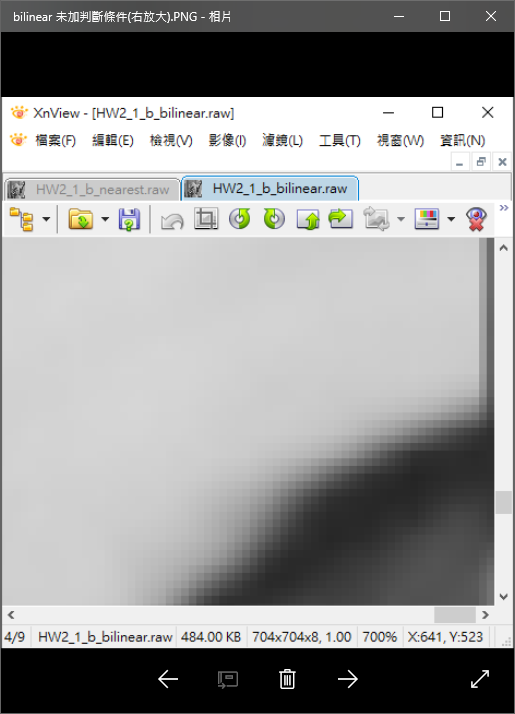 bilinear 未加判斷條件(右放大).PNG - 相片
XnView - [HW2_1_b_bilinear.raw]
檔案(F) 編輯(E) 檢視(V) 影像(I) 濾鏡(L) 工具(T) 視窗(W) 資訊(N)
HW2_1_b_nearest.raw HW2_1_b_bilinear.raw
4/9 HW2_1_b_bilinear.raw 484.00 KB 704x704x8, 1.00 700% X:641, Y:523